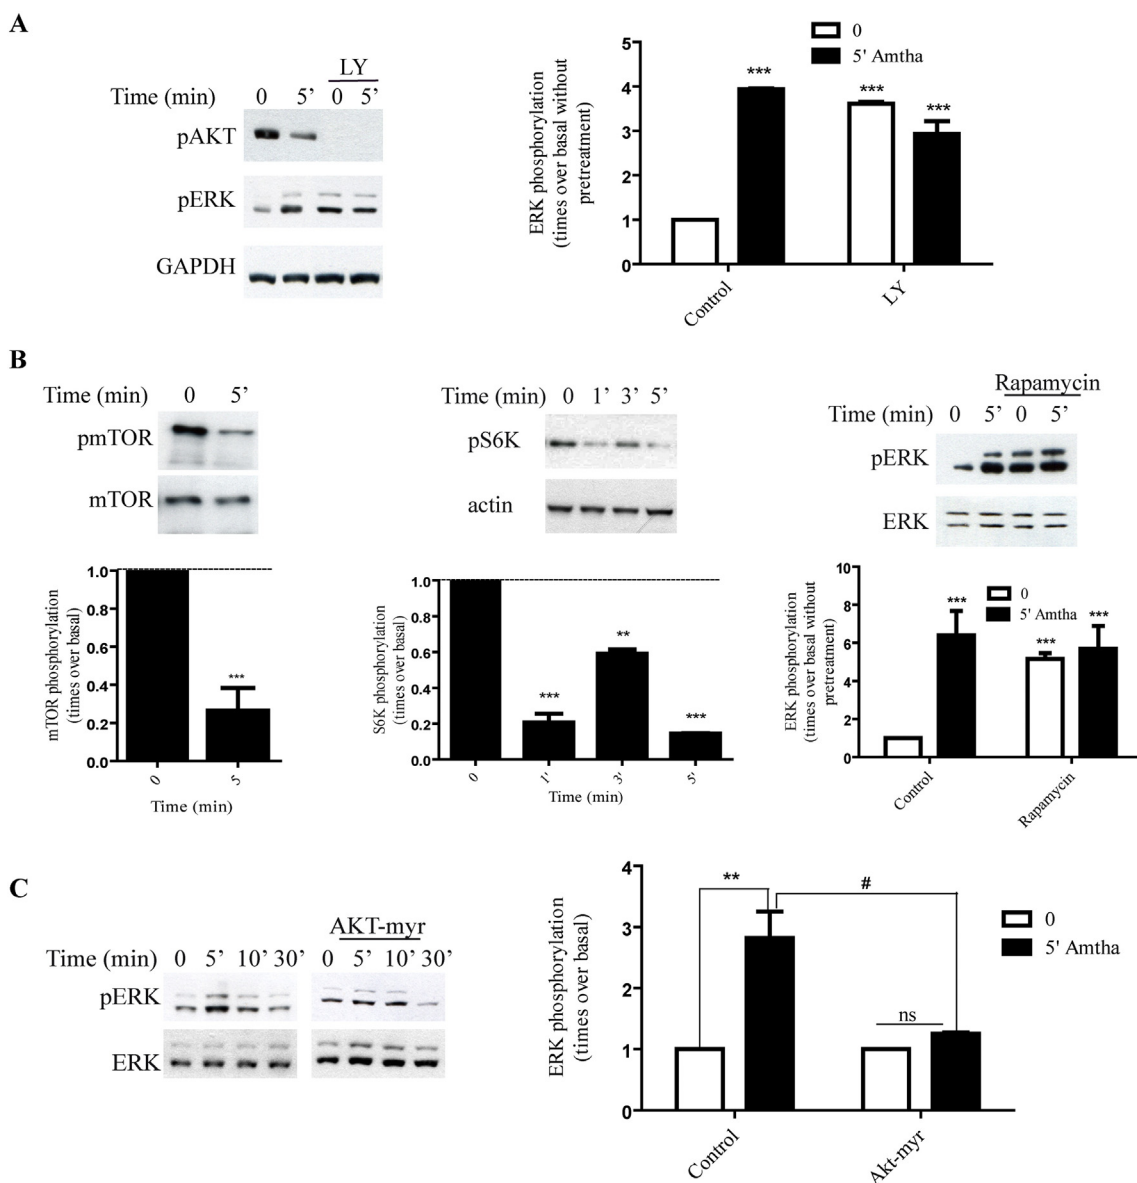 A
LY
Time (min) 0 5’ 0 5’
pAKT
pERK
GAPDH
0
5' Amtha
ERK phosphorylation
(times over basal without
pretreatment)
5
4
3
2
1
0
***
***
***
Control
LY
B
Time (min) 0 5’
pmTOR
mTOR
mTOR phosphorylation
(times over basal)
1.0
0.8
0.6
0.4
0.2
0.0
***
0
5
Time (min)
Time (min) 0 1’ 3’ 5’
pS6K
actin
S6K phosphorylation
(times over basal)
1.0
0.8
0.6
0.4
0.2
0.0
***
**
***
0
1'
3'
5'
Time (min)
Rapamycin
Time (min) 0 5’ 0 5’
pERK
ERK
0
5' Amtha
ERK phosphorylation
(times over basal without
pretreatment)
10
8
6
4
2
0
***
***
***
Control
Rapamycin
C
AKT-myr
Time (min) 0 5’ 10’ 30’ 0 5’ 10’ 30’
pERK
ERK
ERK phosphorylation
(times over basal)
4
3
2
1
0
**
#
ns
0
5' Amtha
Control
Akt-myr